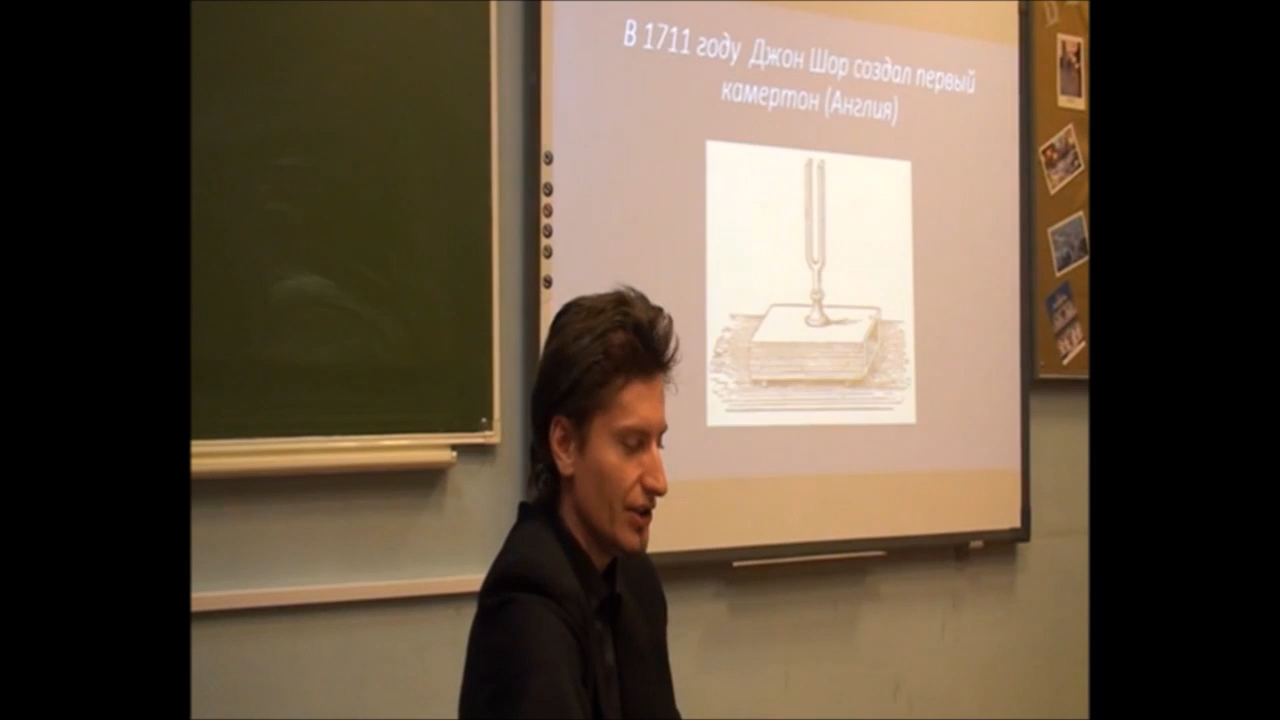 В 1711 году Джон Шор создал первый
камертон (Англия)